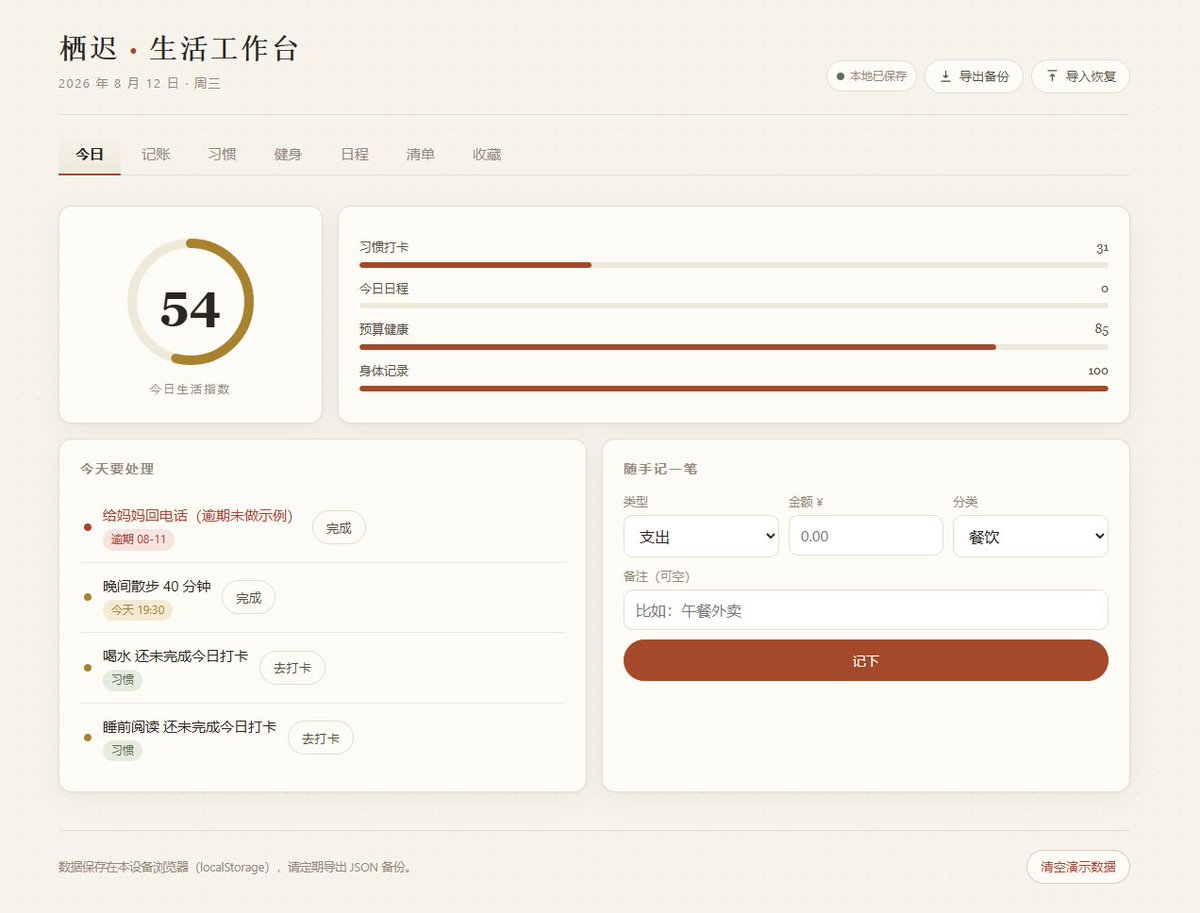 栖迟 · 生活工作台
2026 年 8 月 12 日 · 周三
本地已保存 导出备份 导入恢复
今日 记账 习惯 健身 日程 清单 收藏
54
今日生活指数
习惯打卡 31
今日日程 0
预算健康 85
身体记录 100
今天要处理
给妈妈回电话（逾期未做示例）
逾期 08-11
完成
晚间散步 40 分钟
今天 19:30
完成
喝水 还未完成今日打卡
习惯
去打卡
睡前阅读 还未完成今日打卡
习惯
去打卡
随手记一笔
类型 金额 ¥ 分类
支出 0.00 餐饮
备注（可空）
比如：午餐外卖
记下
数据保存在本设备浏览器（localStorage），请定期导出 JSON 备份。
清空演示数据